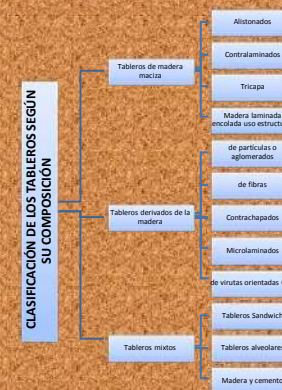 CLASIFICACIÓN DE LOS TABLEROS SEGÚN
SU COMPOSICIÓN
Tableros de madera
maciza
Alistonados
Contralaminados
Tricapa
Madera laminada
encolada uso
Tableros derivados de la
madera
de partículas o
aglomerados
de fibras
Contrachapados
Microlaminados
de virutas orientadas
Tableros mixtos
Tableros Sandwich
Tableros alveolares
Madera y cemento